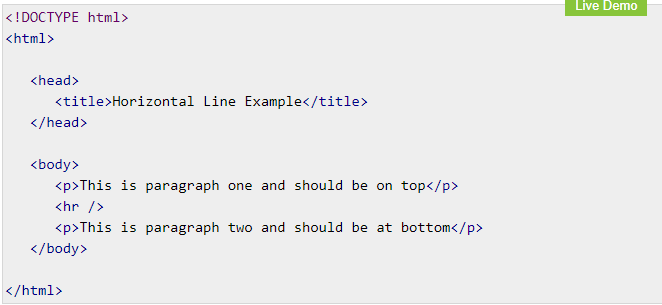 Live Demo
<!DOCTYPE html>
<html>
<head>
<title>Horizontal Line Example</title>
</head>
<body>
<p>This is paragraph one and should be on top</p>
<hr />
<p>This is paragraph two and should be at bottom</p>
</body>
</html>